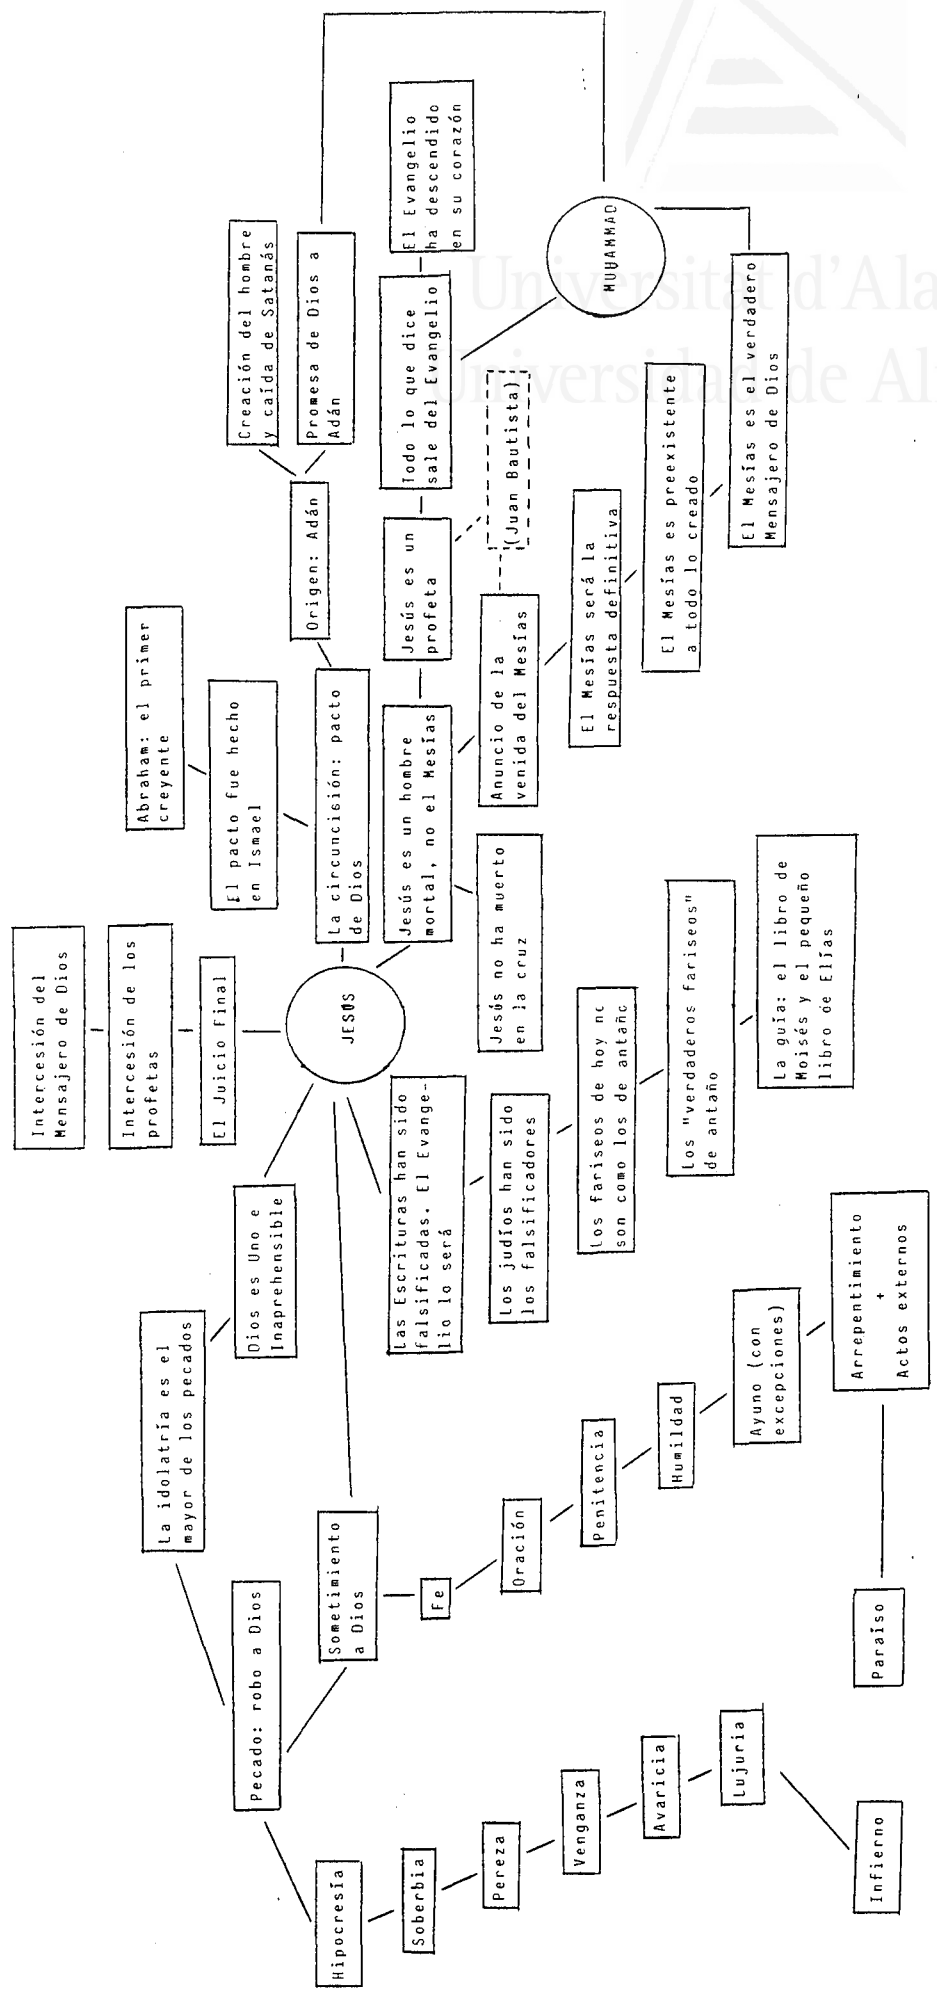 Intercesión del
Mensajero de Dios
Intercesión de los
profetas
El Juicio Final
Abraham: el primer
creyente
El pacto fue hecho
en Ismael
La circuncisión: pacto
de Dios
Origen: Adán
Creación del hombre
y caída de Satanás
Promesa de Dios a
Adán
La idolatría es el
mayor de los pecados
Dios es Uno e
Inaprehensible
Pecado: robo a Dios
Sometimiento
a Dios
JESÚS
Jesús es un hombre
mortal, no el Mesías
Jesús es un
profeta
Todo lo que dice
sale del Evangelio
El Evangelio
ha descendido
en su corazón
(Juan Bautista)
MUHAMMAD
Jesús no ha muerto
en la cruz
Anuncio de la
venida del Mesías
El Mesías será la
respuesta definitiva
El Mesías es preexistente
a todo lo creado
El Mesías es el verdadero
Mensajero de Dios
Las Escrituras han sido
falsificadas. El Evange-
lio lo será
Los judíos han sido
los falsificadores
Los fariseos de hoy no
son como los de antaño
Los "verdaderos fariseos"
de antaño
La guía: el libro de
Moisés y el pequeño
libro de Elías
Fe
Oración
Penitencia
Humildad
Ayuno (con
excepciones)
Arrepentimiento
+
Actos externos
Paraíso
Hipocresía
Soberbia
Pereza
Venganza
Avaricia
Lujuria
Infierno
Universitat d'Ala
Universidad de Al